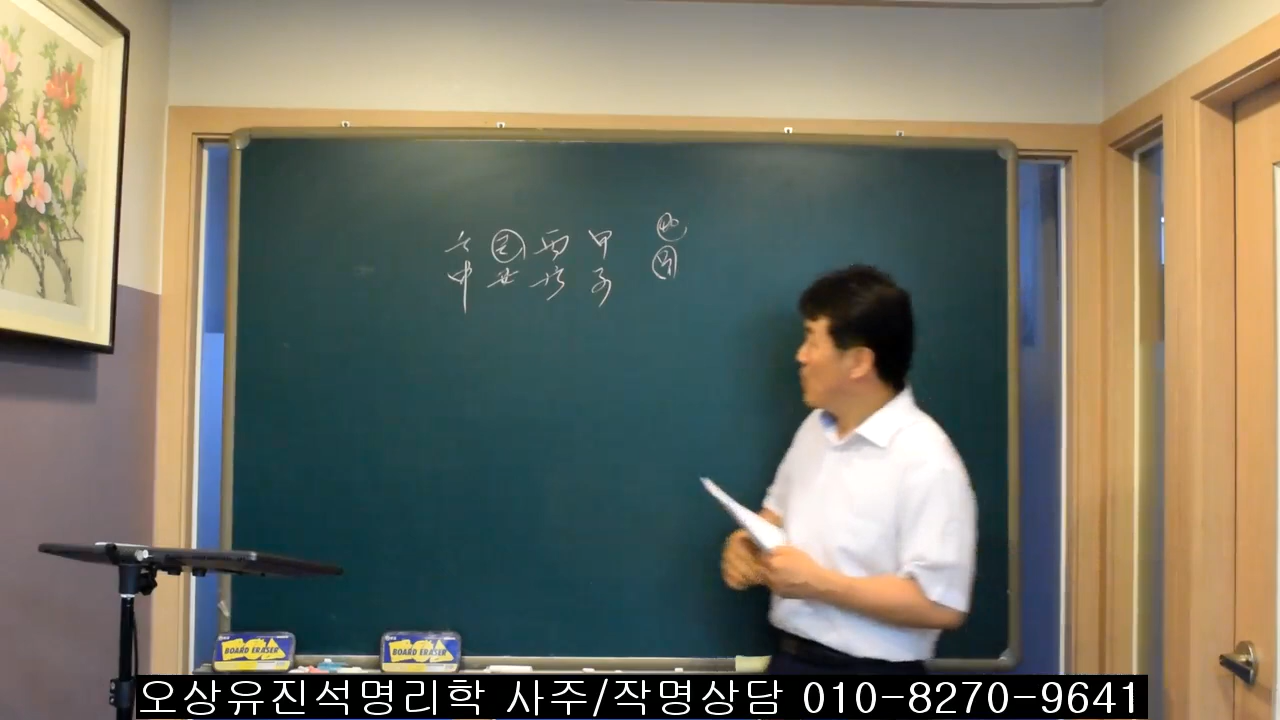 己 丙 甲
申 丑 寅 子
BOARD ERASER
BOARD ERASER
오상유진석명리학 사주/작명상담 010-8270-9641